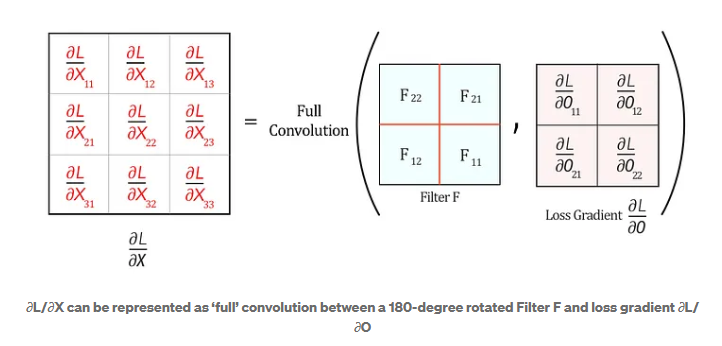 ∂L/∂X₁₁ ∂L/∂X₁₂ ∂L/∂X₁₃
∂L/∂X₂₁ ∂L/∂X₂₂ ∂L/∂X₂₃
∂L/∂X₃₁ ∂L/∂X₃₂ ∂L/∂X₃₃
∂L/∂X
=
Full
Convolution
(
F₂₂ F₂₁
F₁₂ F₁₁
Filter F
,
∂L/∂O₁₁ ∂L/∂O₁₂
∂L/∂O₂₁ ∂L/∂O₂₂
Loss Gradient ∂L/∂O
)
∂L/∂X can be represented as ‘full’ convolution between a 180-degree rotated Filter F and loss gradient ∂L/
∂O